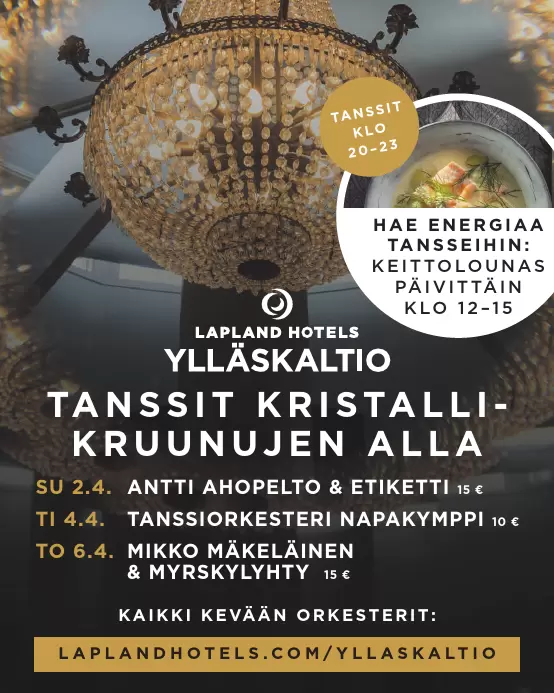 TANSSIT
KLO
20–23
HAE ENERGIAA
TANSSEIHIN:
KEITTOLOUNAS
PÄIVITTÄIN
KLO 12–15
LAPLAND HOTELS
YLLÄSKALTIO
TANSSIT KRISTALLI-
KRUUNUJEN ALLA
SU 2.4. ANTTI AHOPELTO & ETIKETTI 15 €
TI 4.4. TANSSIORKESTERI NAPAKYMPPI 10 €
TO 6.4. MIKKO MÄKELÄINEN
& MYRSKYLYHTY 15 €
KAIKKI KEVÄÄN ORKESTERIT:
LAPLANDHOTELS.COM/YLLASKALTIO